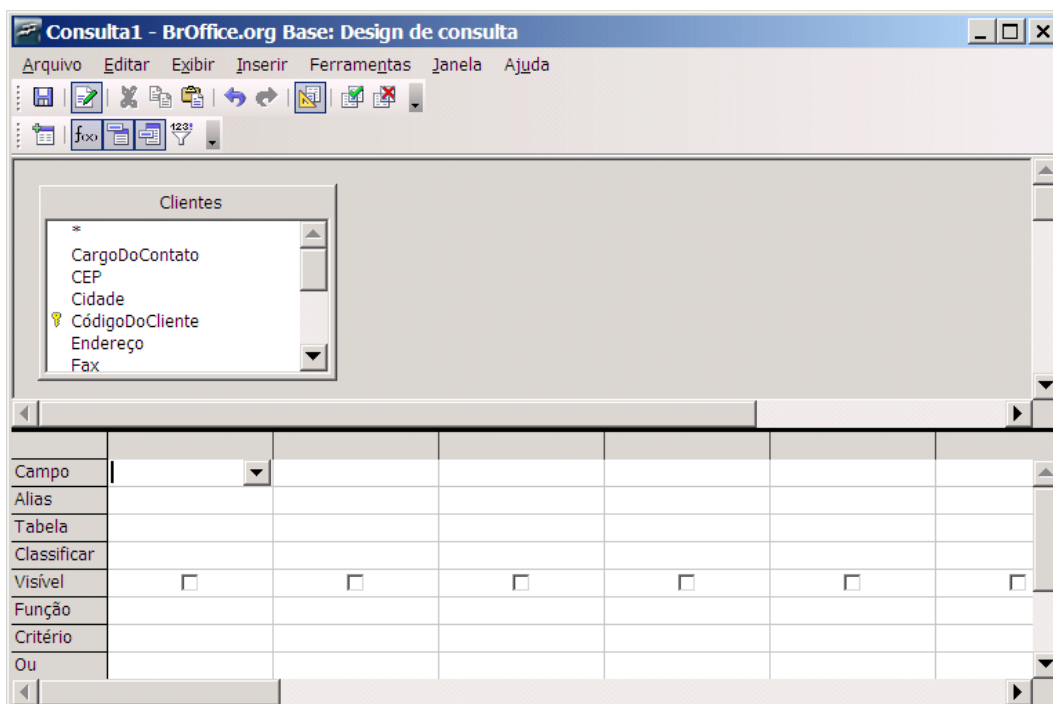 Consulta1 - BrOffice.org Base: Design de consulta
Arquivo Editar Exibir Inserir Ferramentas Janela Ajuda
f(x) 123!
Clientes
*
CargoDoContato
CEP
Cidade
CódigoDoCliente
Endereço
Fax
Campo
Alias
Tabela
Classificar
Visível
Função
Critério
Ou